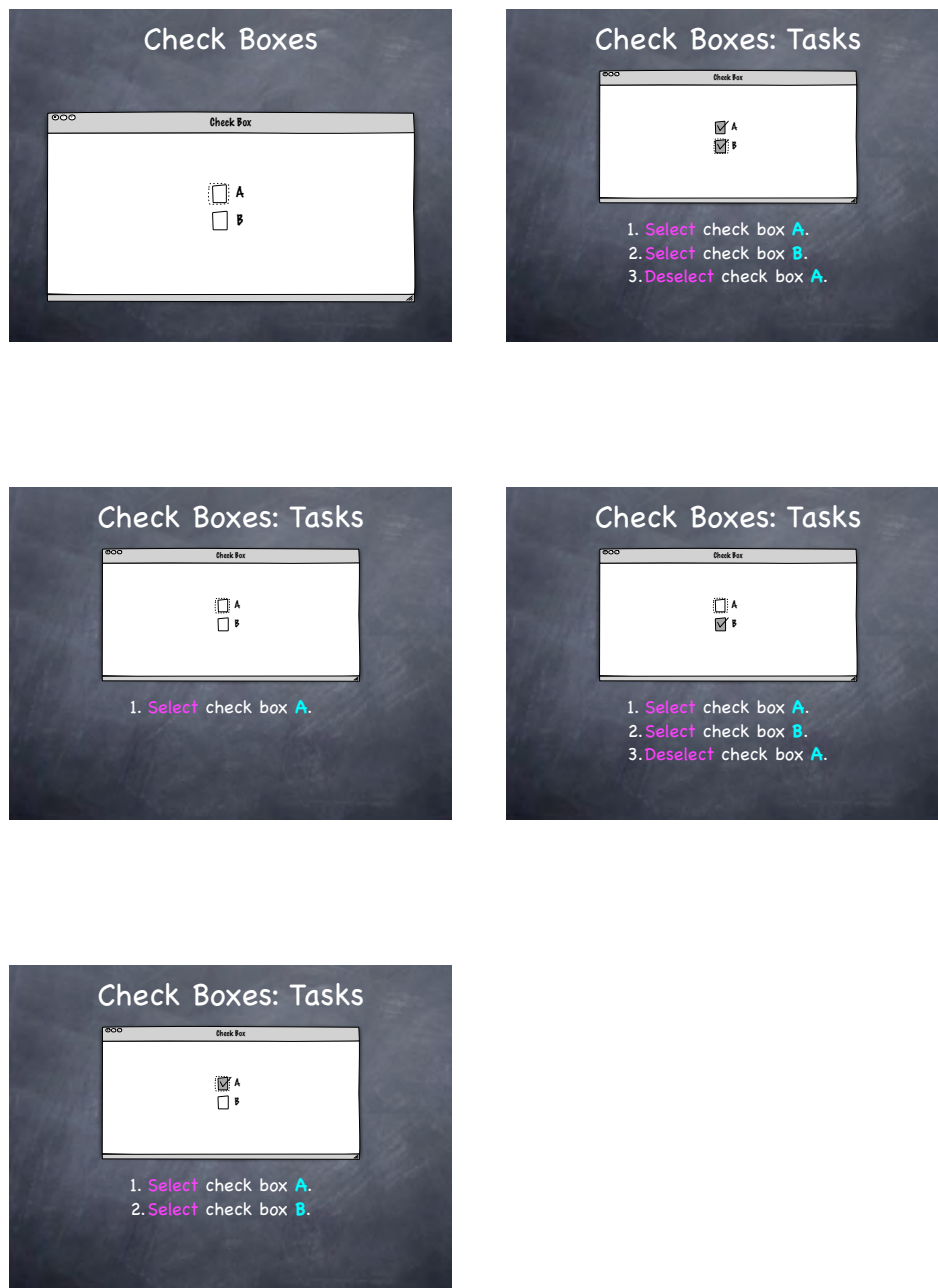 Check Boxes
Check Box
A
B
Check Boxes: Tasks
Check Box
A
B
1. Select check box A.
Check Boxes: Tasks
Check Box
A
B
1. Select check box A.
2. Select check box B.
Check Boxes: Tasks
Check Box
A
B
1. Select check box A.
2. Select check box B.
3. Deselect check box A.
Check Boxes: Tasks
Check Box
A
B
1. Select check box A.
2. Select check box B.
3. Deselect check box A.